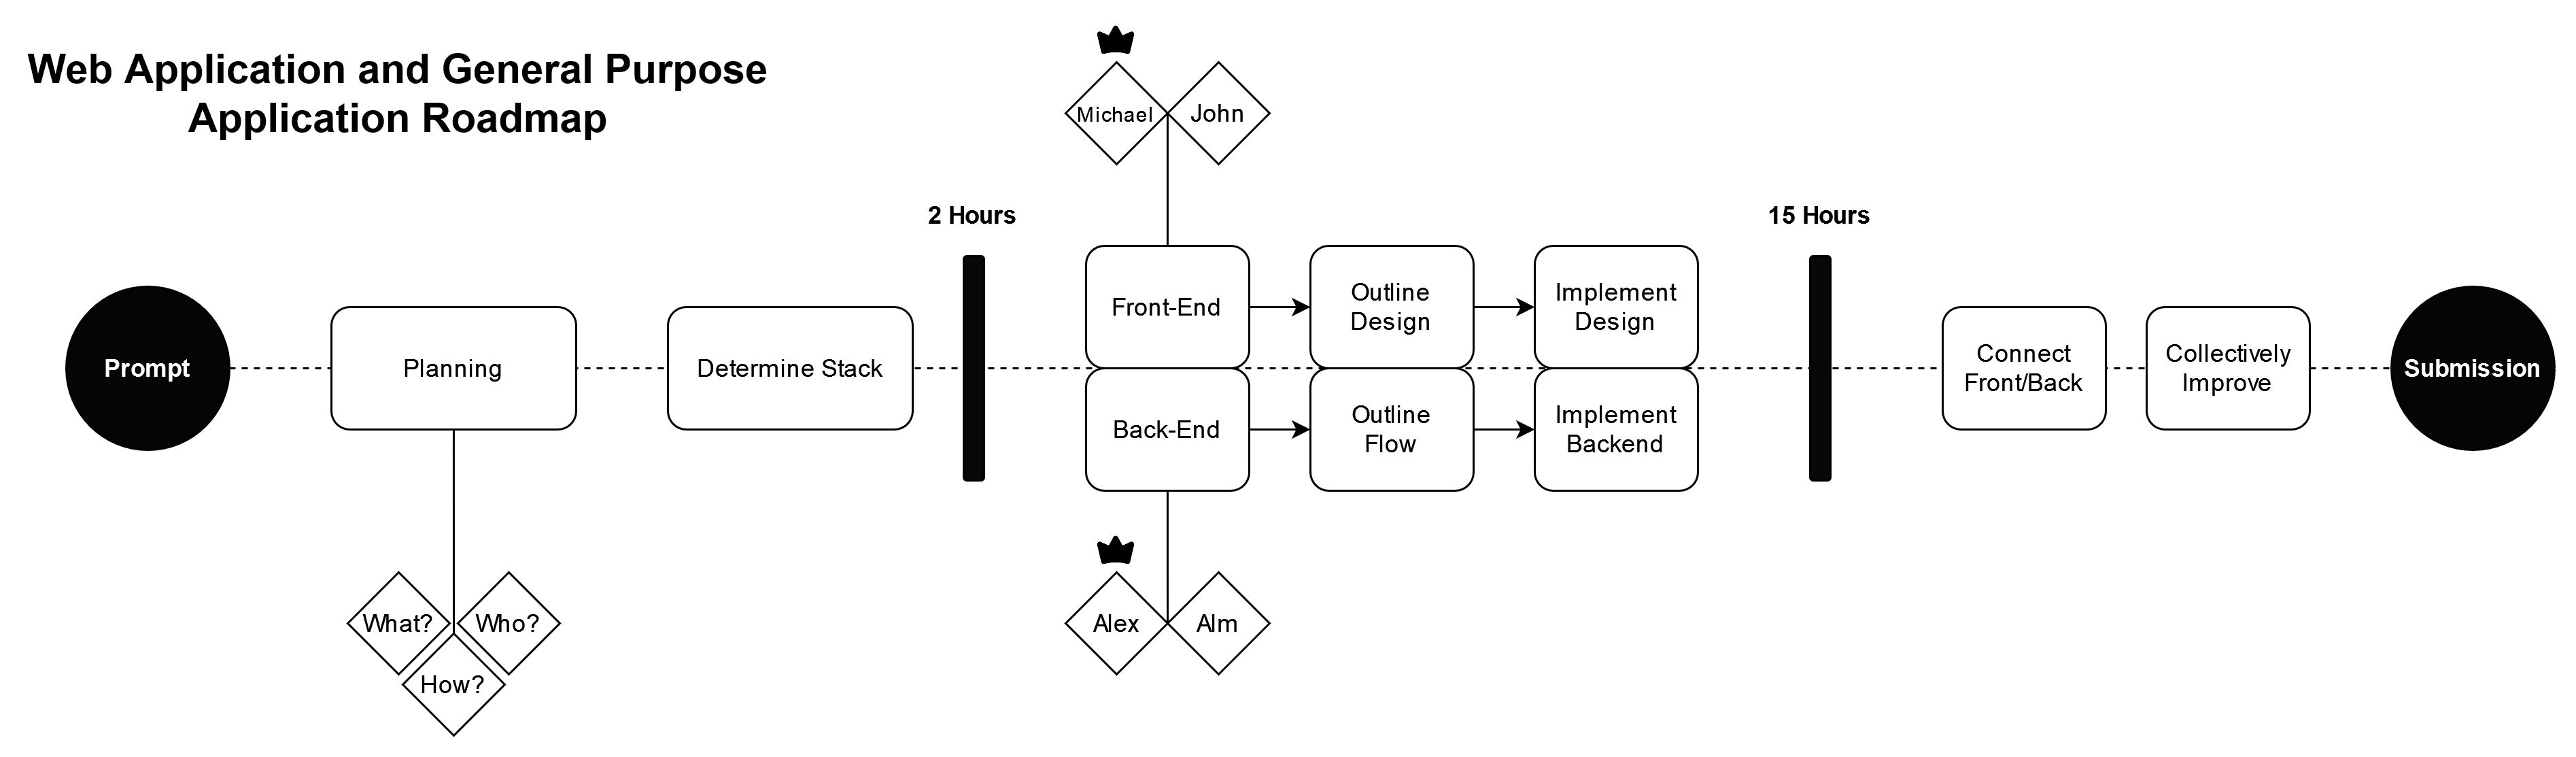 Web Application and General Purpose
Application Roadmap
Michael
John
2 Hours
15 Hours
Prompt
Planning
Determine Stack
Front-End
Outline
Design
Implement
Design
Back-End
Outline
Flow
Implement
Backend
Connect
Front/Back
Collectively
Improve
Submission
What?
Who?
How?
Alex
Alm